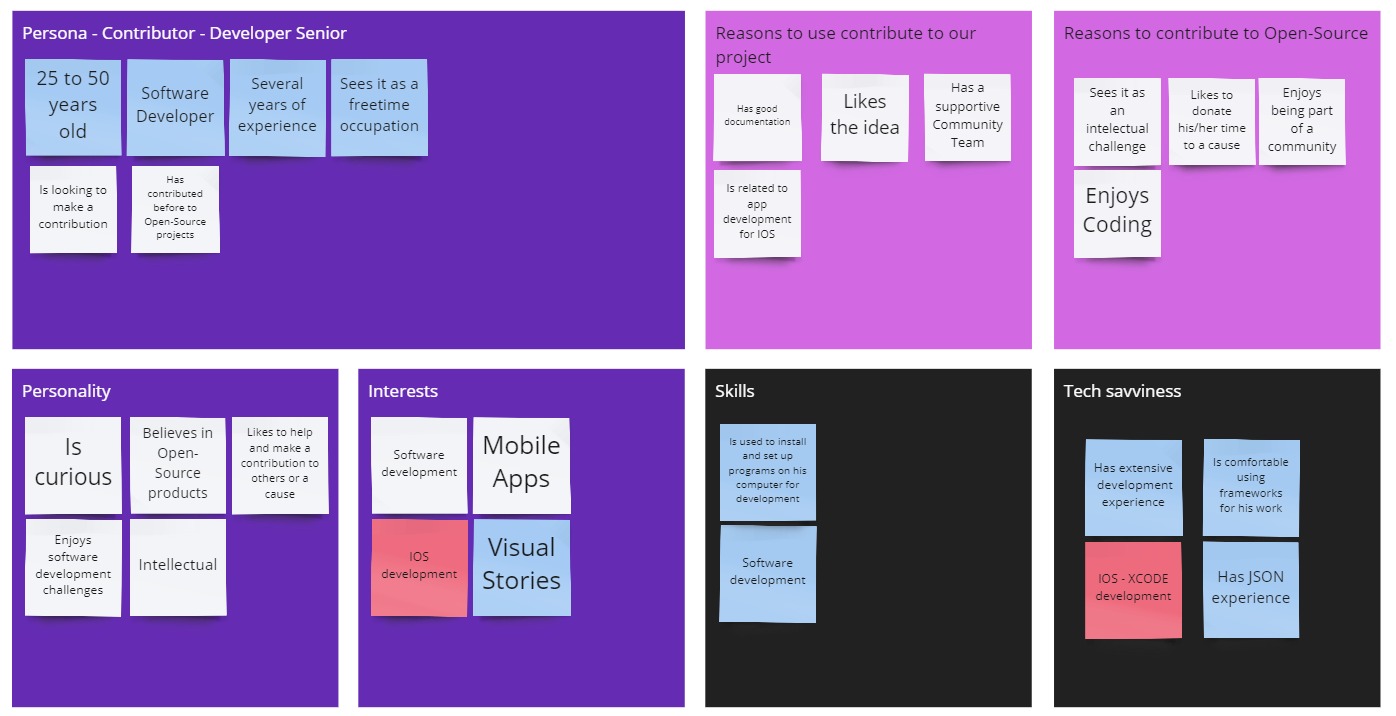 Persona - Contributor - Developer Senior
25 to 50
years
old
Software
Developer
Several
years of
experience
Sees it as a
freetime
occupation
Is looking to
make a
contribution
Has
contributed
before to
Open-Source
projects
Reasons to use contribute to our
project
Has good
documentation
Likes
the idea
Has a
supportive
Community
Team
Is related to
app
development
for IOS
Reasons to contribute to Open-Source
Sees it as
an
intelectual
challenge
Likes to
donate
his/her time
to a cause
Enjoys
being part
of a
community
Enjoys
Coding
Personality
Is
curious
Believes in
Open-
Source
products
Likes to help
and make a
contribution to
others or a
cause
Enjoys
software
development
challenges
Intellectual
Interests
Software
development
Mobile
Apps
IOS
development
Visual
Stories
Skills
Is used to install
and set up
programs on his
computer for
development
Software
development
Tech savviness
Has extensive
development
experience
Is comfortable
using
frameworks
for his work
IOS - XCODE
development
Has JSON
experience